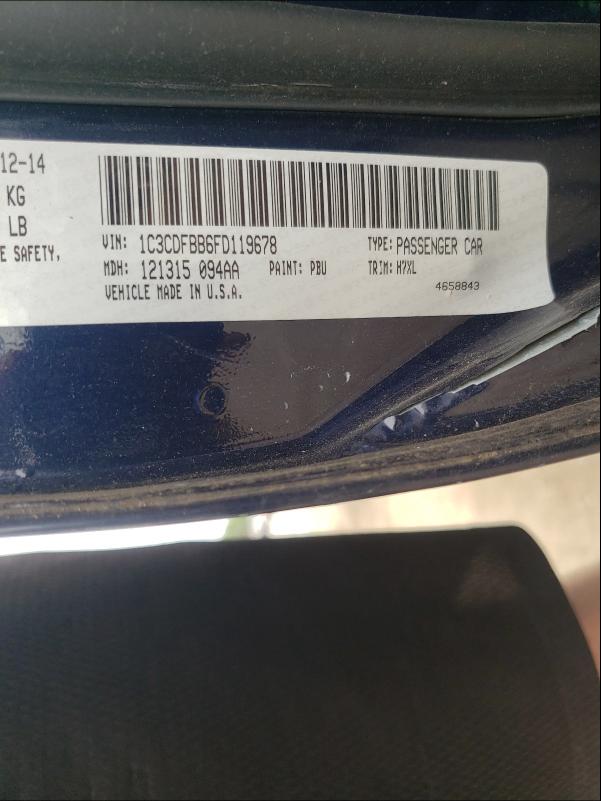 12-14
KG
LB
E SAFETY,
VIN: 1C3CDFBB6FD119678 TYPE: PASSENGER CAR
MDH: 121315 094AA PAINT: PBU TRIM: H7XL
VEHICLE MADE IN U.S.A. 4658843